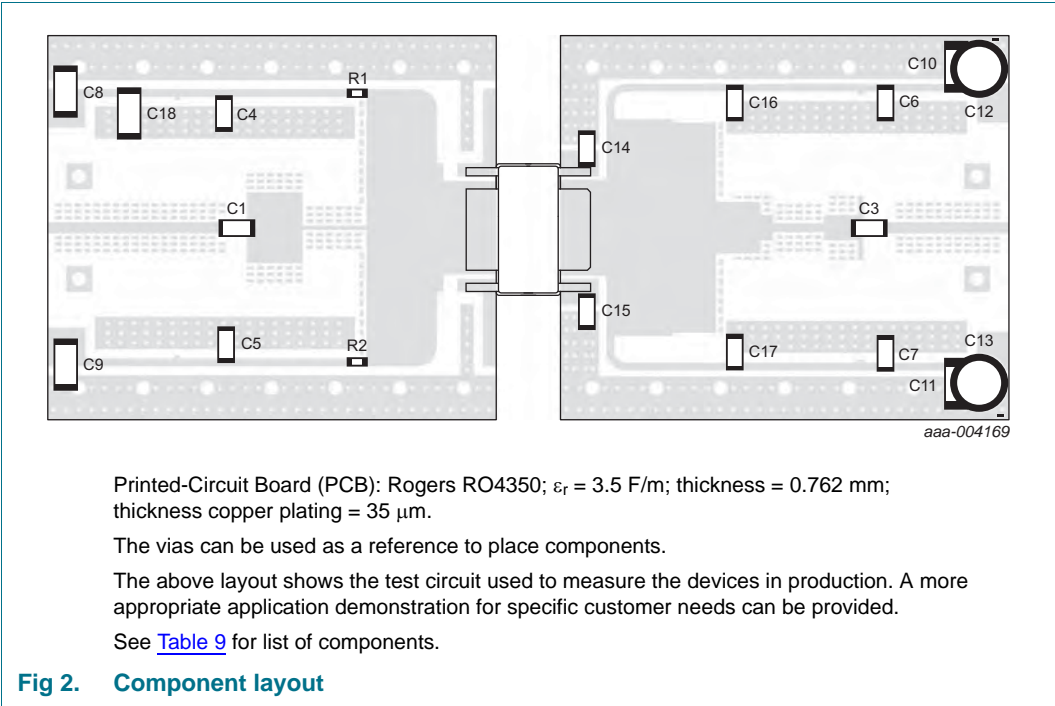 C10
C8
R1
C18
C4
C16
C6
C12
C14
C1
C3
C15
C5
R2
C17
C7
C13
C9
C11
aaa-004169
Printed-Circuit Board (PCB): Rogers RO4350; εr = 3.5 F/m; thickness = 0.762 mm;
thickness copper plating = 35 μm.
The vias can be used as a reference to place components.
The above layout shows the test circuit used to measure the devices in production. A more
appropriate application demonstration for specific customer needs can be provided.
See Table 9 for list of components.
Fig 2. Component layout